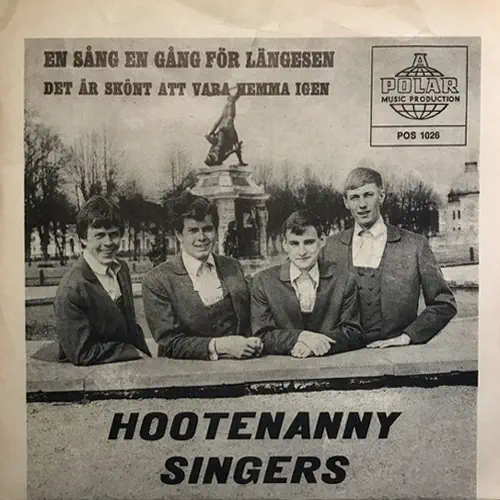 EN SÅNG EN GÅNG FÖR LÄNGESEN
DET ÄR SKÖNT ATT VARA HEMMA IGEN
A
POLAR
MUSIC PRODUCTION
POS 1026
HOOTENANNY
SINGERS